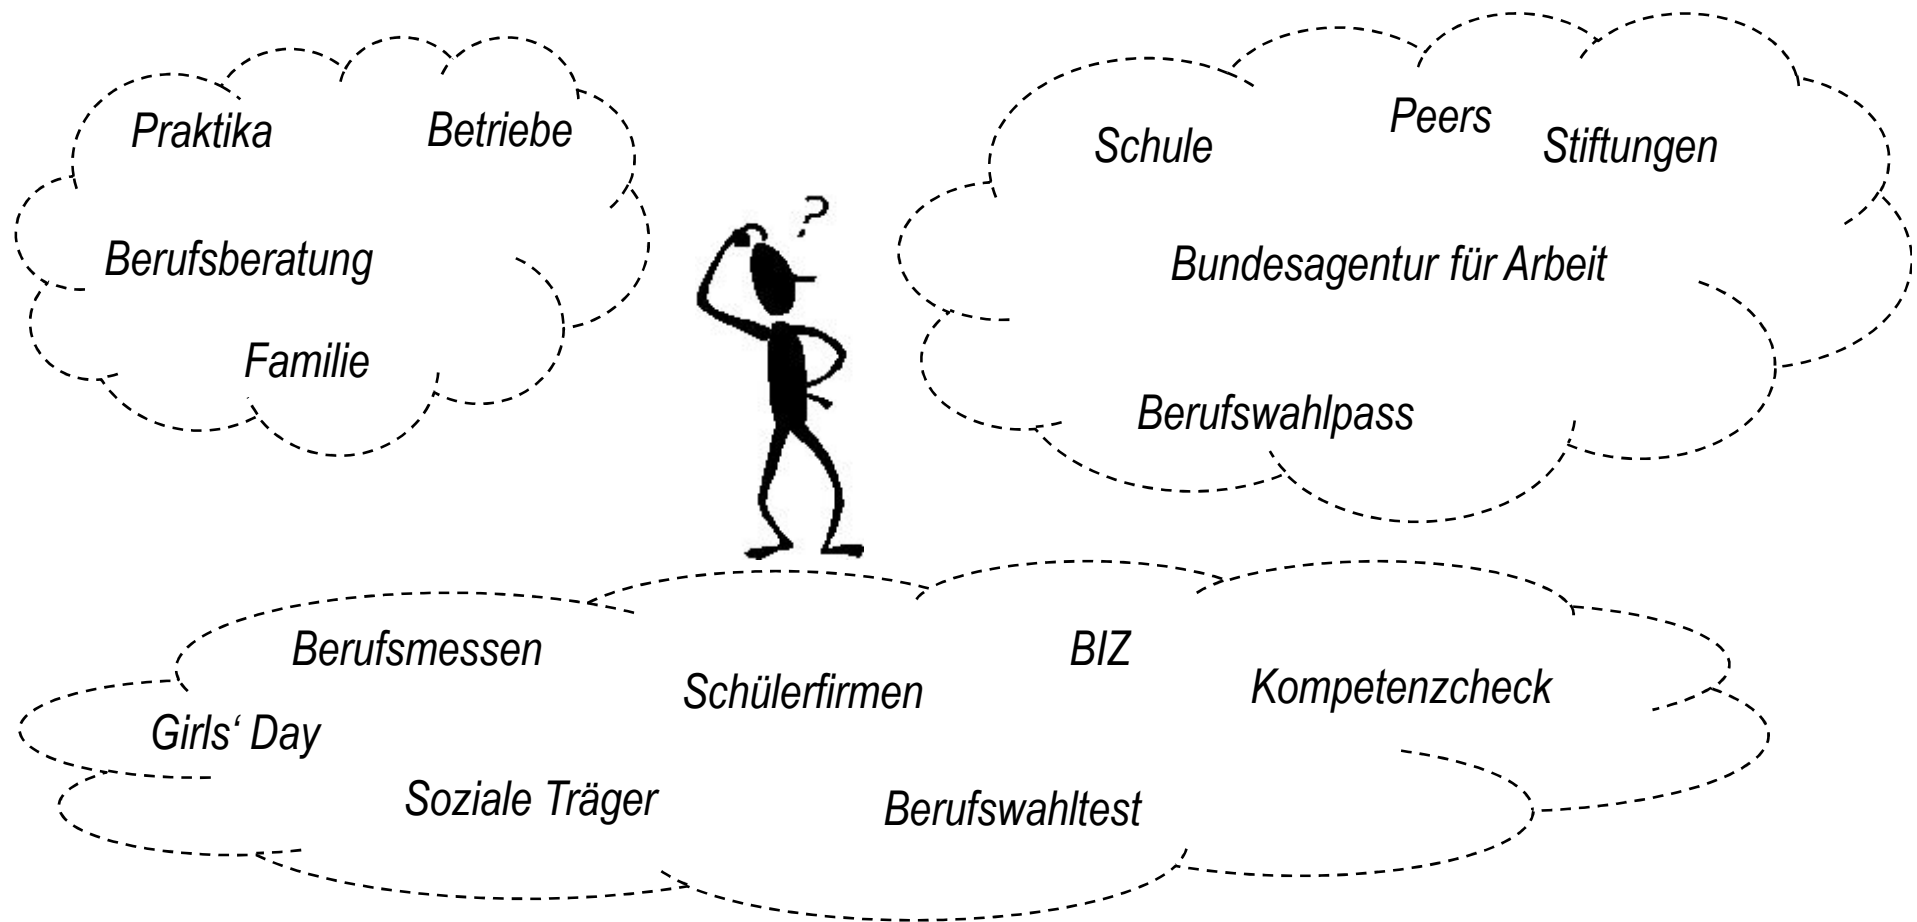 Praktika
Betriebe
Berufsberatung
Familie
?
Schule
Peers
Stiftungen
Bundesagentur für Arbeit
Berufswahlpass
Berufsmessen
Schülerfirmen
BIZ
Kompetenzcheck
Girls‘ Day
Soziale Träger
Berufswahltest